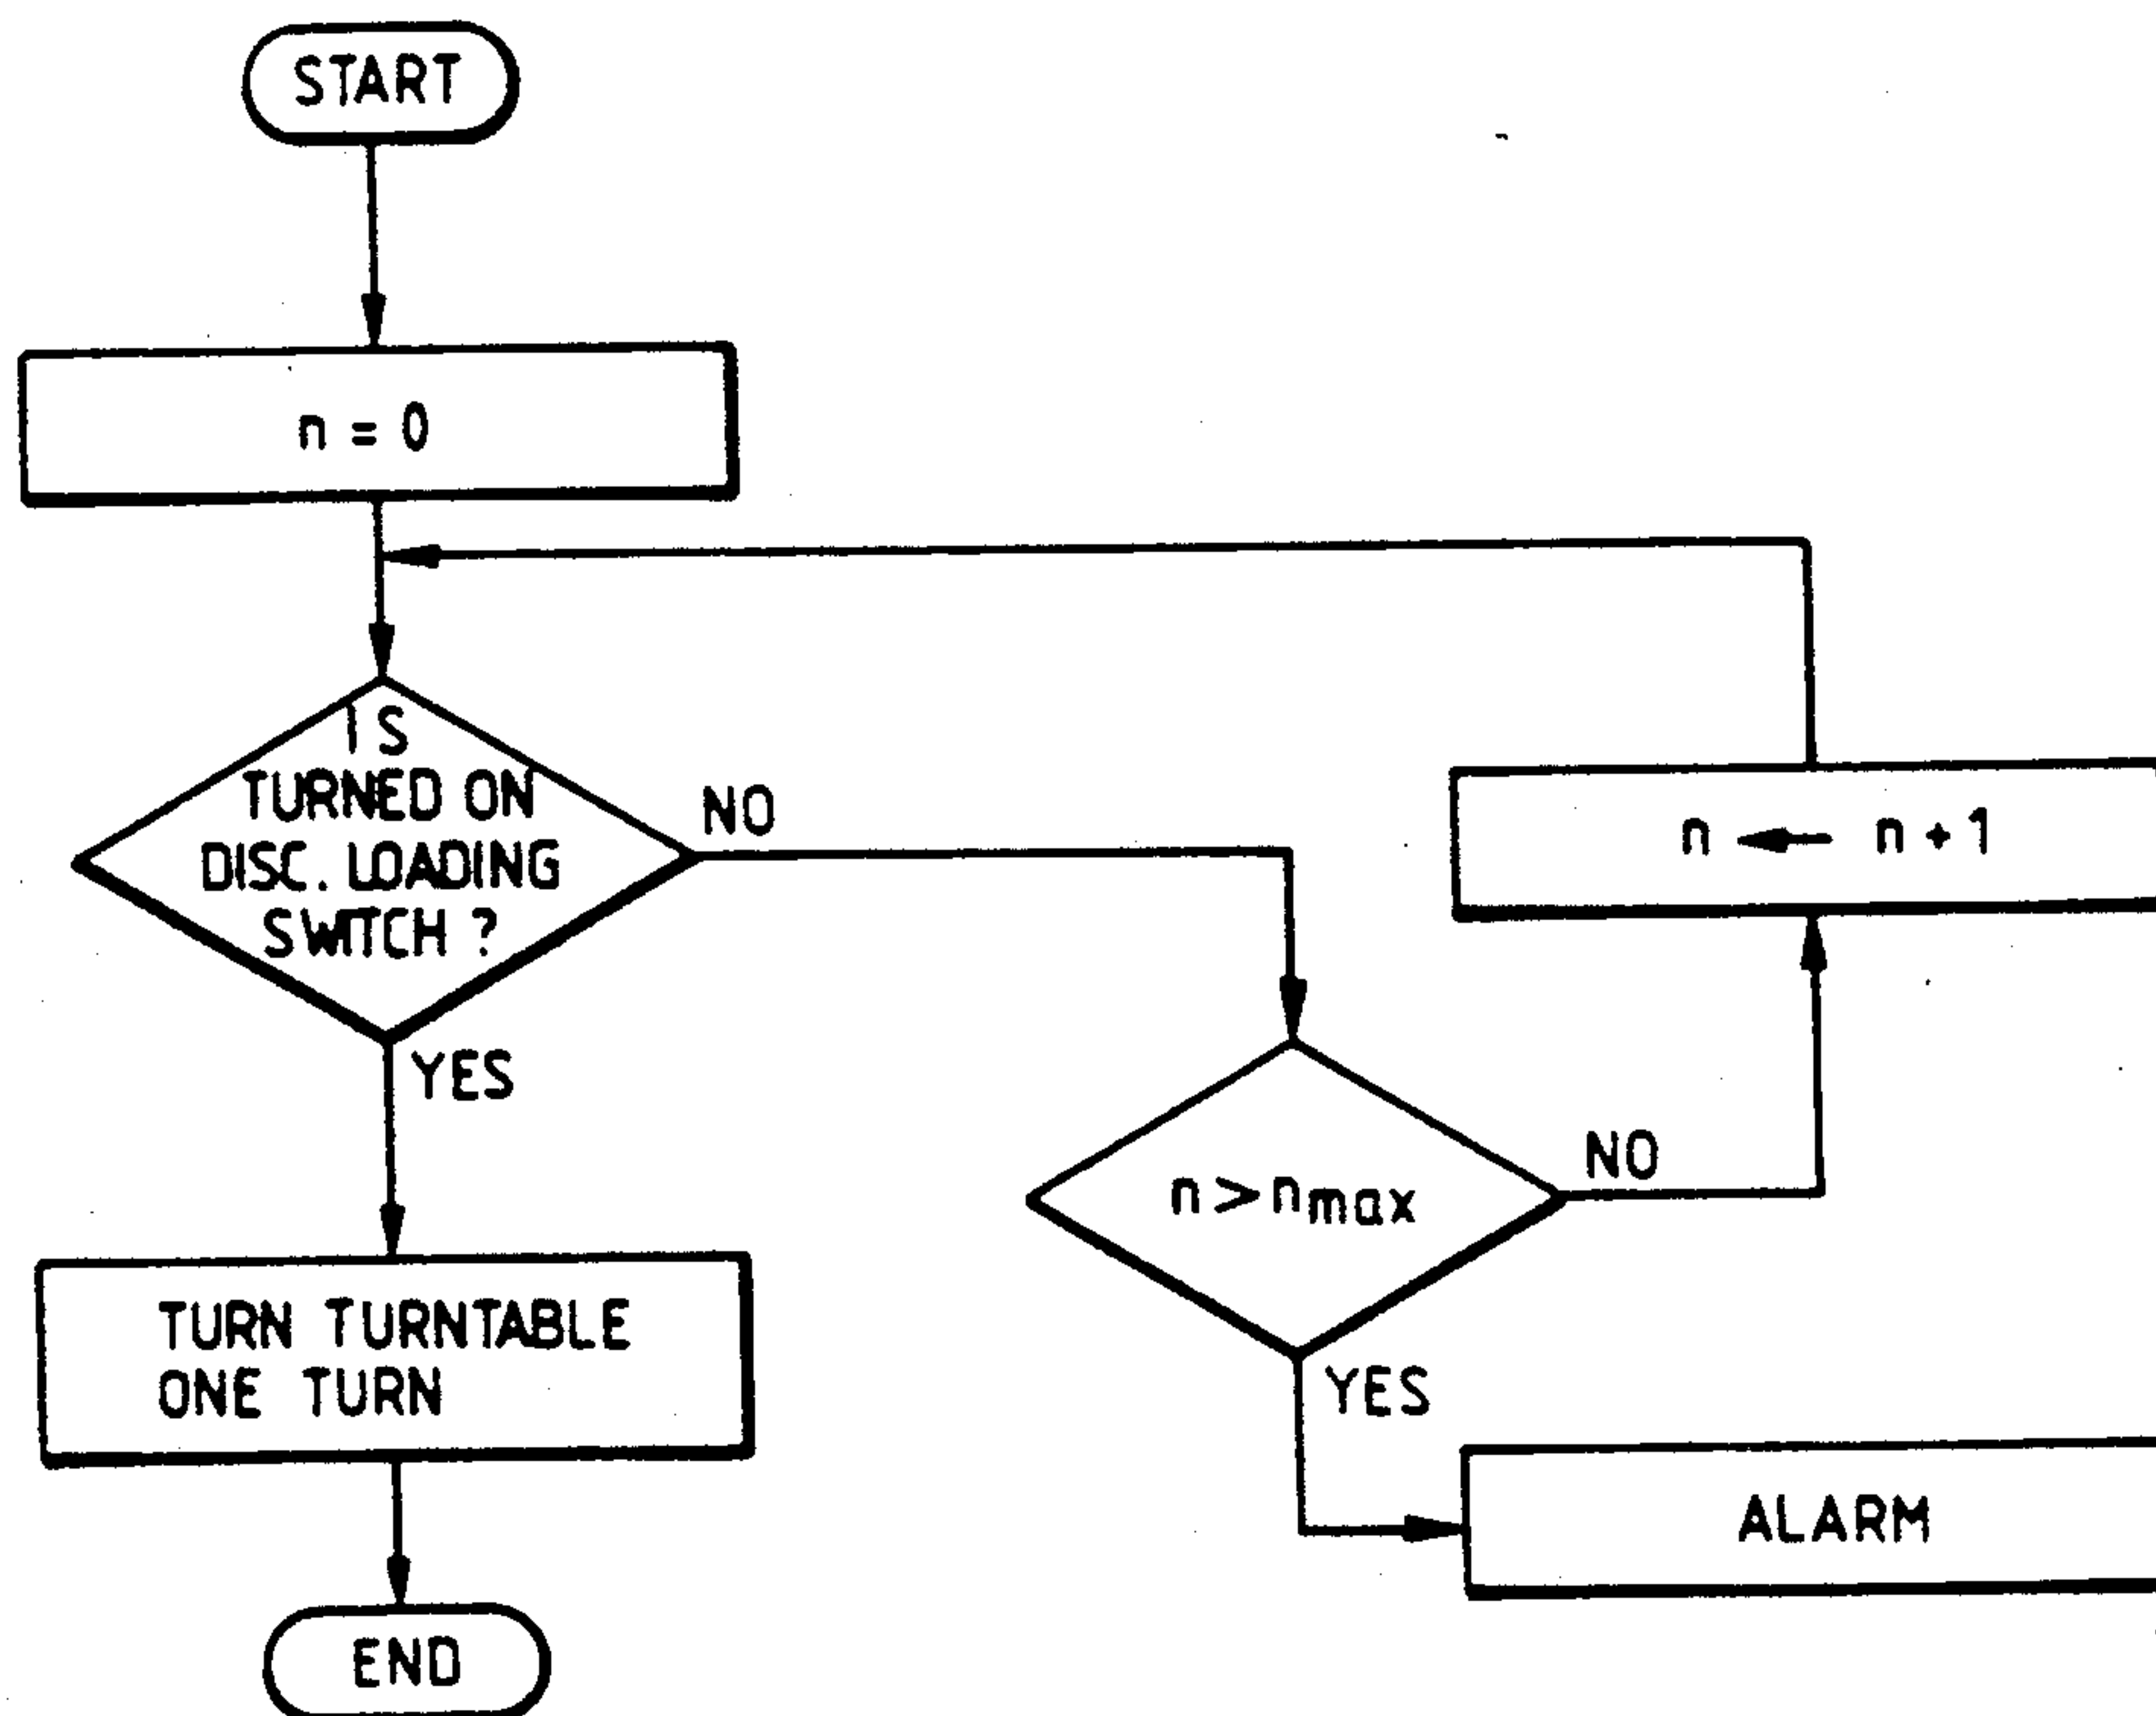 START
n = 0
IS
TURNED ON
DISC. LOADING
SWITCH ?
NO
YES
n ← n + 1
n > nmax
NO
YES
TURN TURNTABLE
ONE TURN
ALARM
END